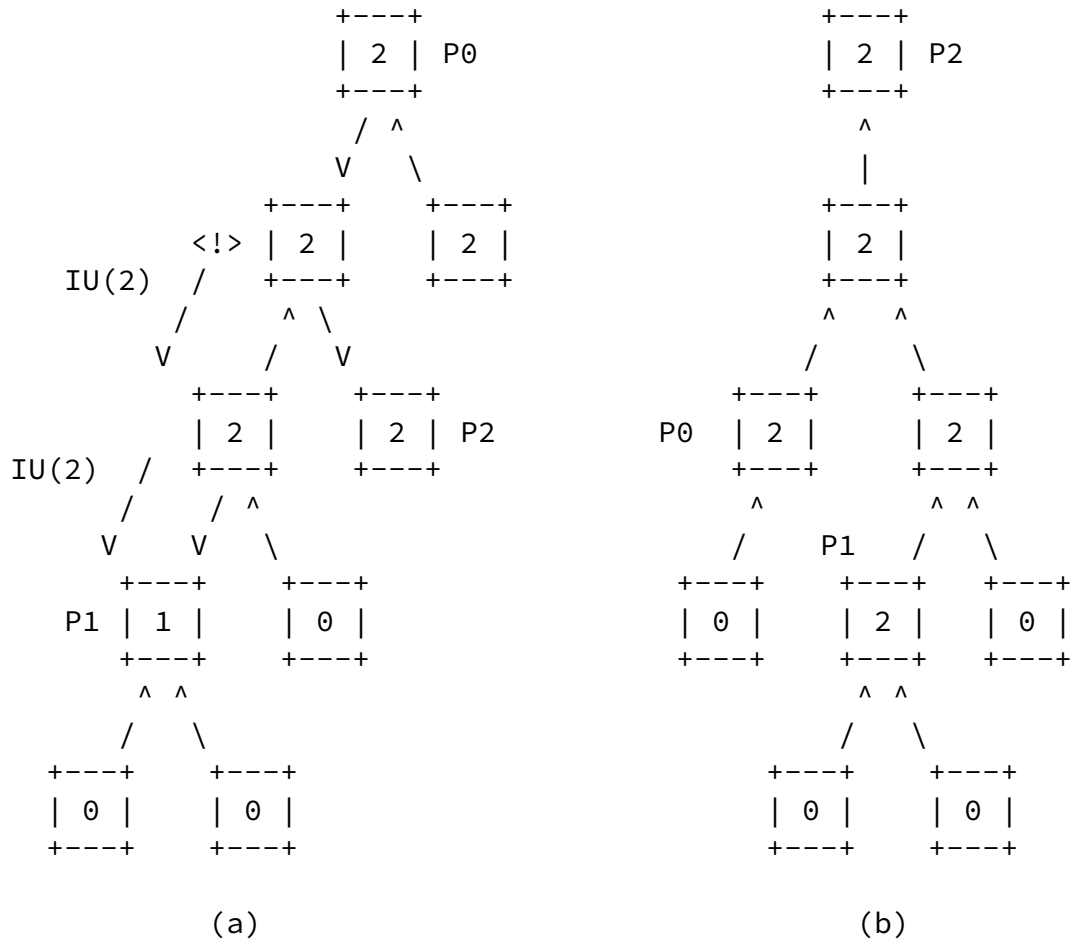 +---+ +---+
| 2 | P0 | 2 | P2
+---+ +---+
/ ^ ^
V \ |
+---+ +---+ +---+
<!> | 2 | | 2 | | 2 |
IU(2) / +---+ +---+ +---+
/ ^ \ ^ ^
V / V / \
+---+ +---+ +---+ +---+
| 2 | | 2 | P2 P0 | 2 | | 2 |
IU(2) / +---+ +---+ +---+ +---+
/ / ^ ^ ^ ^
V V \ / P1 / \
+---+ +---+ +---+ +---+ +---+
P1 | 1 | | 0 | | 0 | | 2 | | 0 |
+---+ +---+ +---+ +---+ +---+
^ ^ ^ ^
/ \ / \
+---+ +---+ +---+ +---+
| 0 | | 0 | | 0 | | 0 |
+---+ +---+ +---+ +---+
(a) (b)